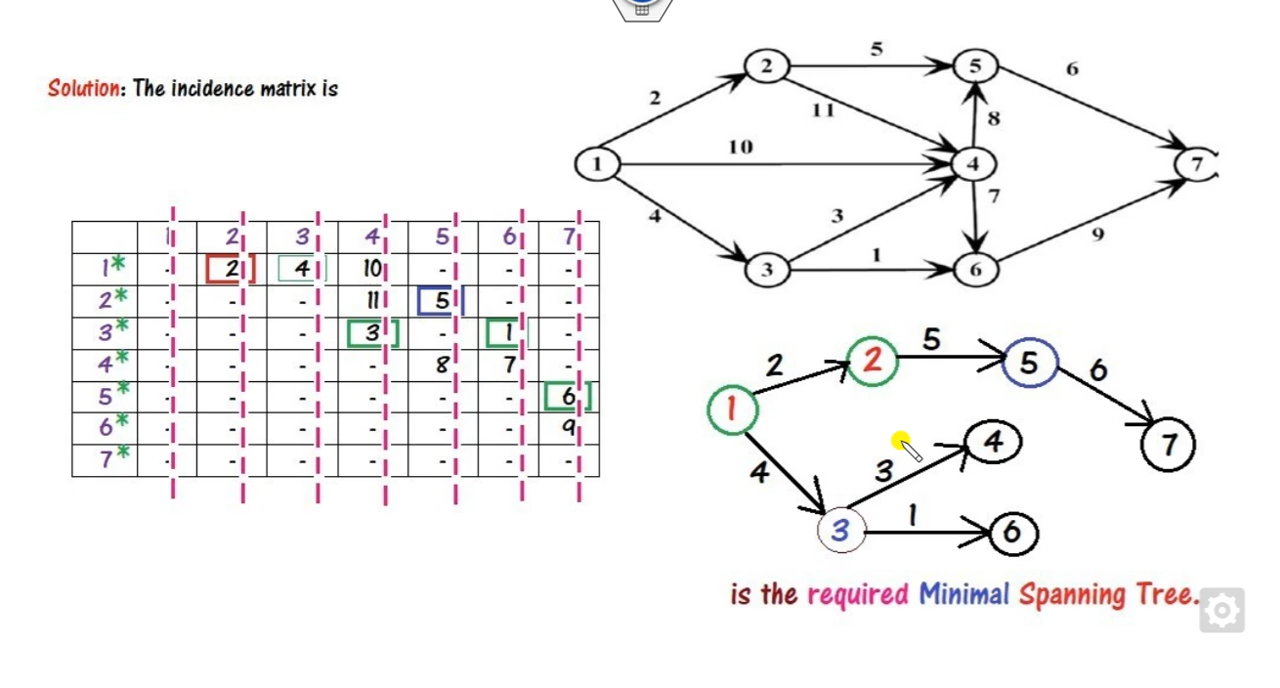 Solution: The incidence matrix is
5
2 5 6
2 11 8
10
1 4 7
4 3 7
1 9
3 6
1 2 3 4 5 6 7
1* - 2 4 10 - - -
2* - - - 11 5 - -
3* - - - 3 - 1 -
4* - - - - 8 7 -
5* - - - - - - 6
6* - - - - - - 9
7* - - - - - - -
2 2 5 5 6
1 4 7
4 3
3 1 6
is the required Minimal Spanning Tree.